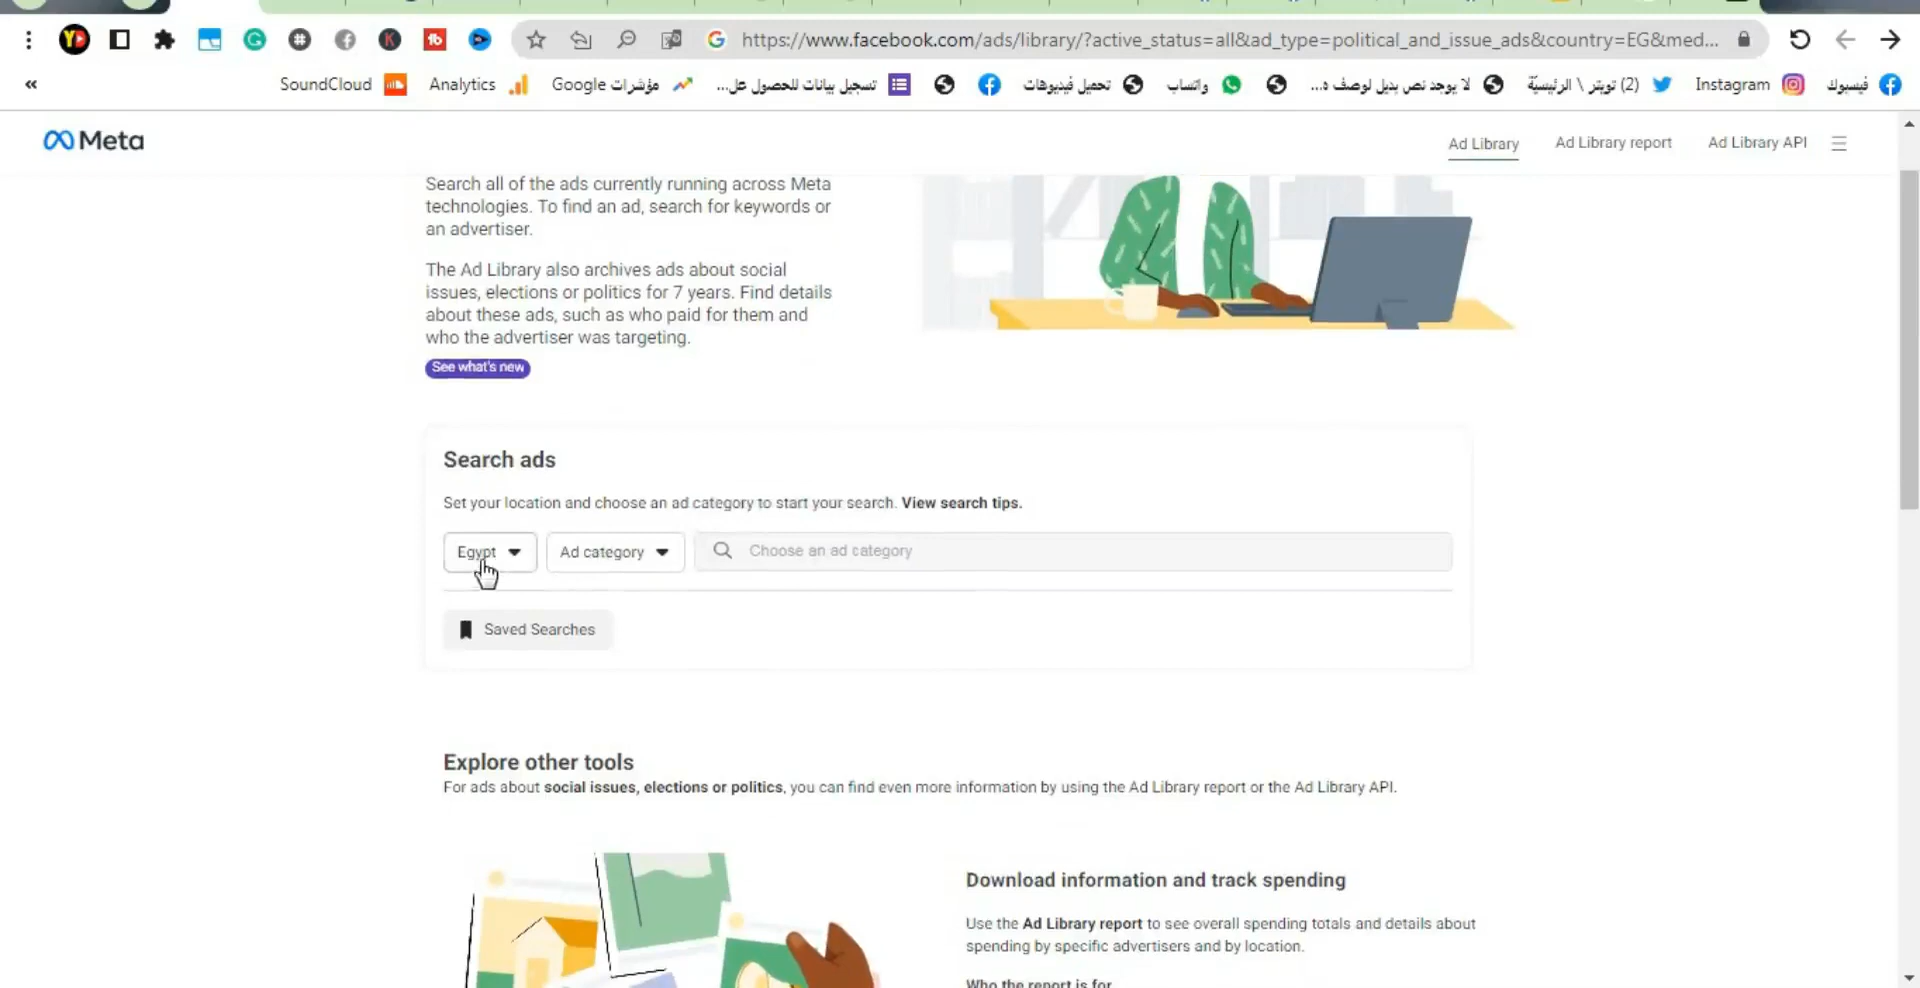 https://www.facebook.com/ads/library/?active_status=all&ad_type=political_and_issue_ads&country=EG&med...
فيسبوك
Instagram
(2) تويتر \ الرئيسيّة
لا يوجد نص بديل لوصف ه...
واتساب
تحميل فيديوهات
تسجيل بيانات للحصول عل...
مؤشرات Google
Analytics
SoundCloud
Meta
Ad Library
Ad Library report
Ad Library API
Search all of the ads currently running across Meta
technologies. To find an ad, search for keywords or
an advertiser.
The Ad Library also archives ads about social
issues, elections or politics for 7 years. Find details
about these ads, such as who paid for them and
who the advertiser was targeting.
See what's new
Search ads
Set your location and choose an ad category to start your search. View search tips.
Egypt
Ad category
Choose an ad category
Saved Searches
Explore other tools
For ads about social issues, elections or politics, you can find even more information by using the Ad Library report or the Ad Library API.
Download information and track spending
Use the Ad Library report to see overall spending totals and details about
spending by specific advertisers and by location.
Who the report is for